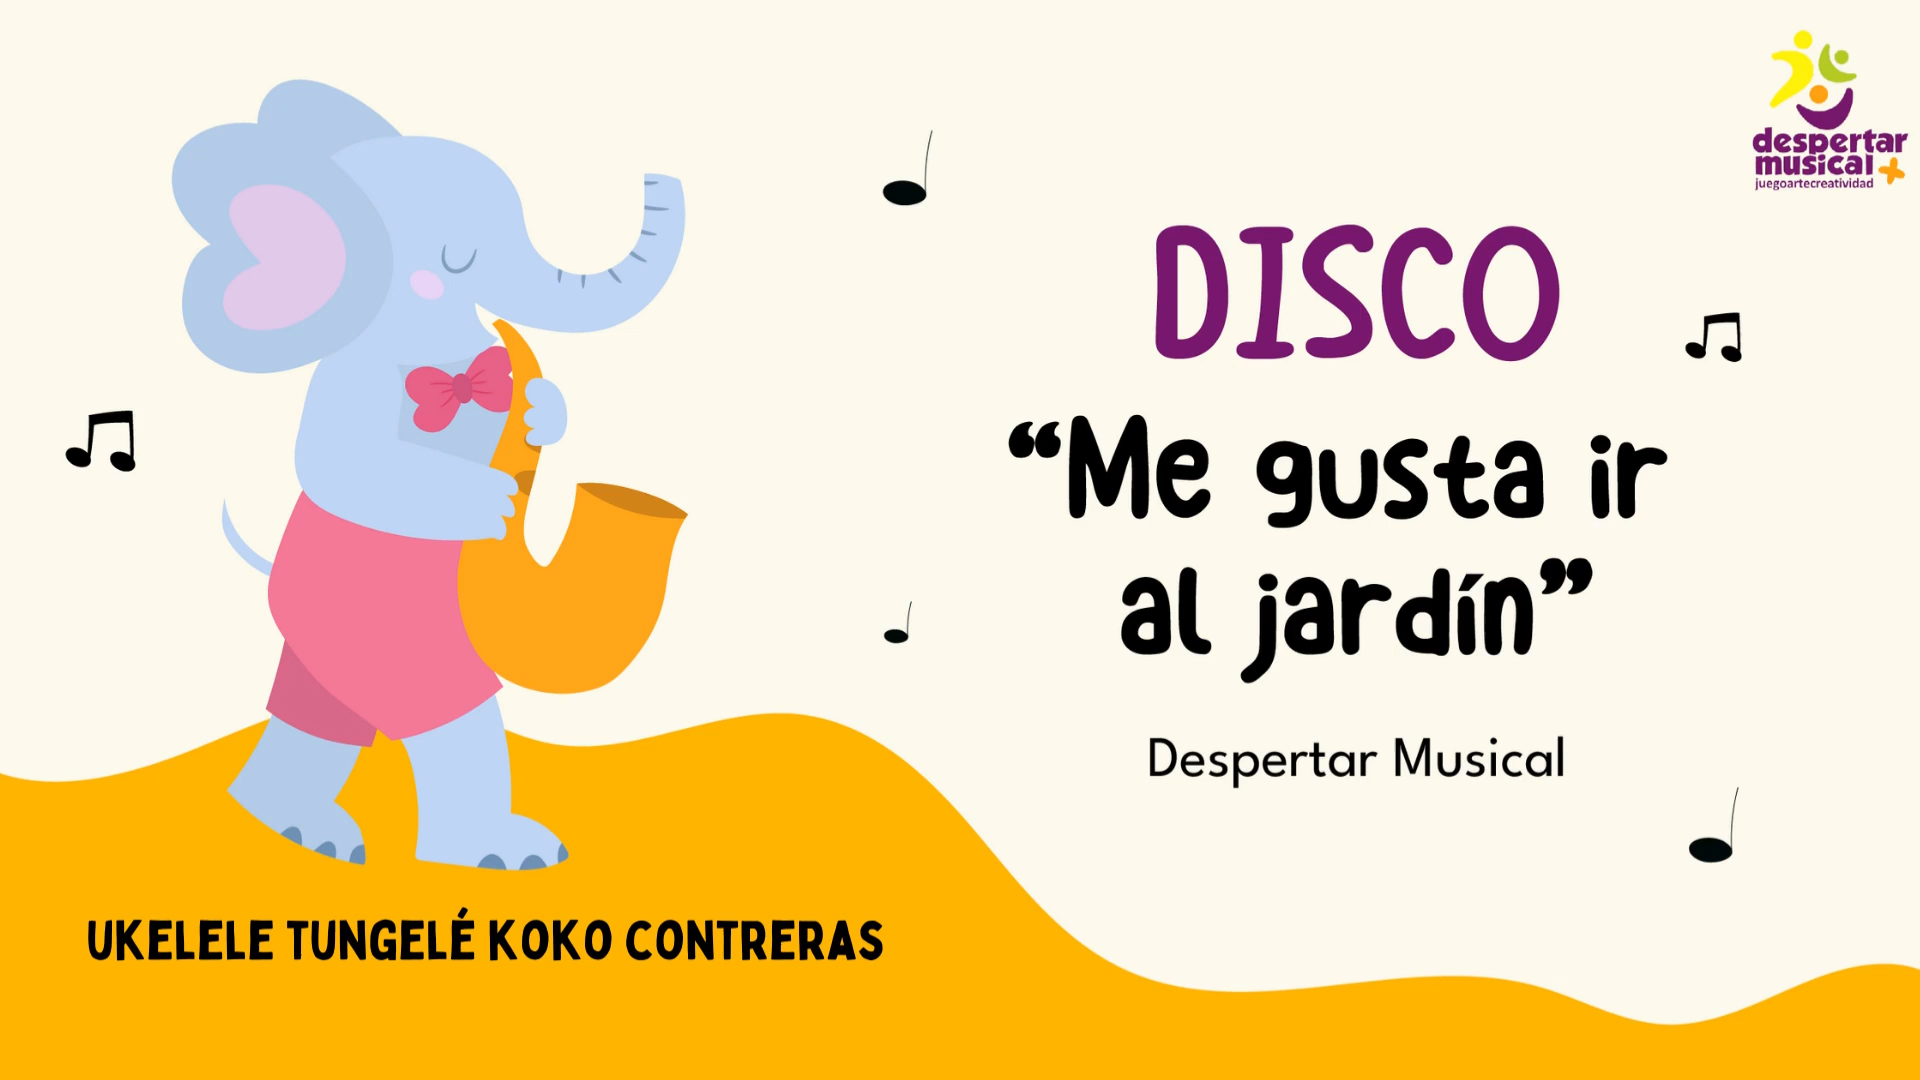 despertar
musical+
juegoartecreatividad
DISCO
“Me gusta ir
al jardín”
Despertar Musical
UKELELE TUNGELÉ KOKO CONTRERAS